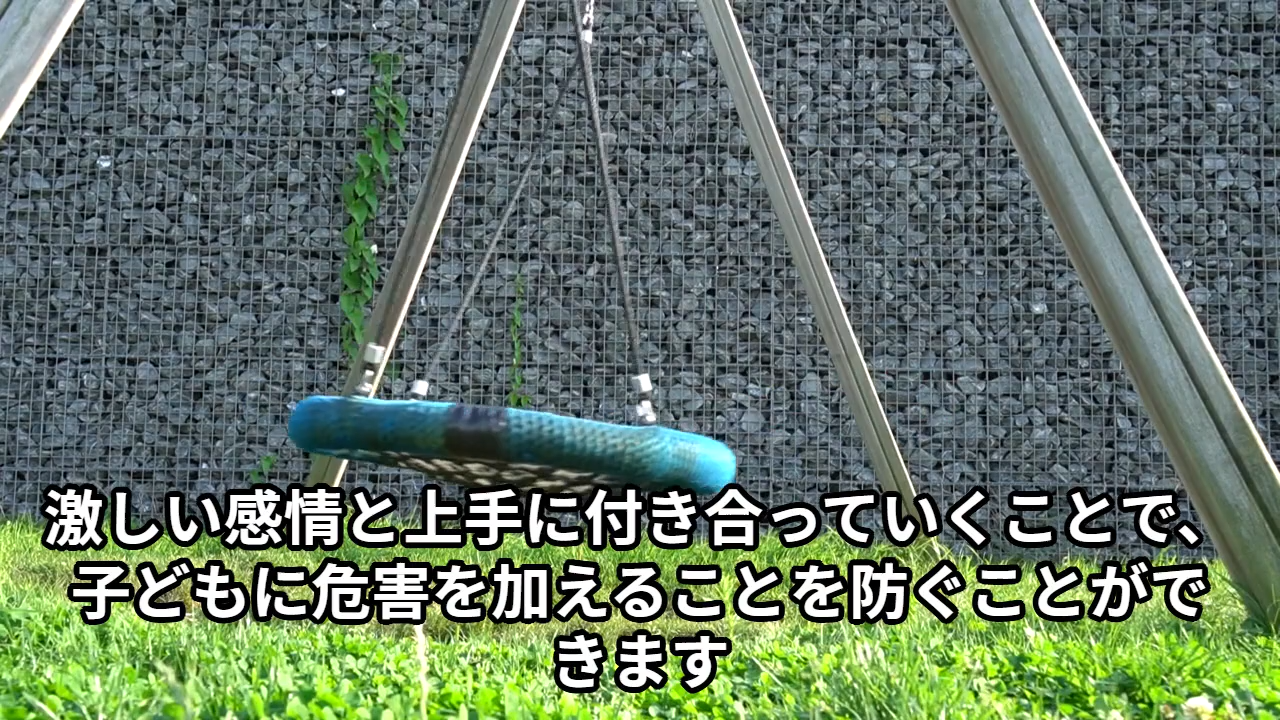 激しい感情と上手に付き合っていくことで、
子どもに危害を加えることを防ぐことがで
きます